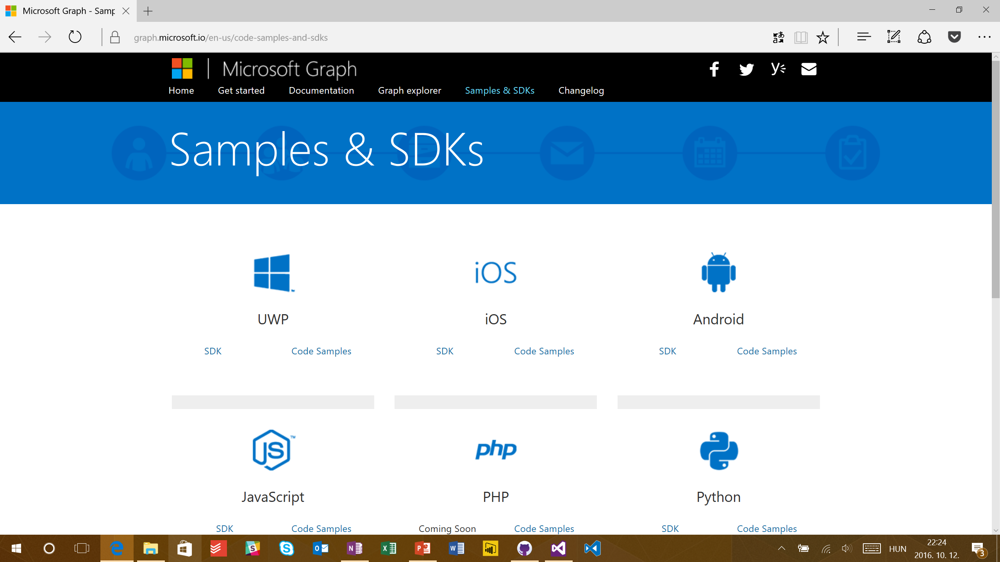 Microsoft Graph - Samp
graph.microsoft.io/en-us/code-samples-and-sdks
Microsoft Graph
Home Get started Documentation Graph explorer Samples & SDKs Changelog
Samples & SDKs
iOS
UWP iOS Android
SDK Code Samples SDK Code Samples SDK Code Samples
JS™ php
JavaScript PHP Python
SDK Code Samples Coming Soon Code Samples SDK Code Samples
HUN
22:24
2016. 10. 12.
3